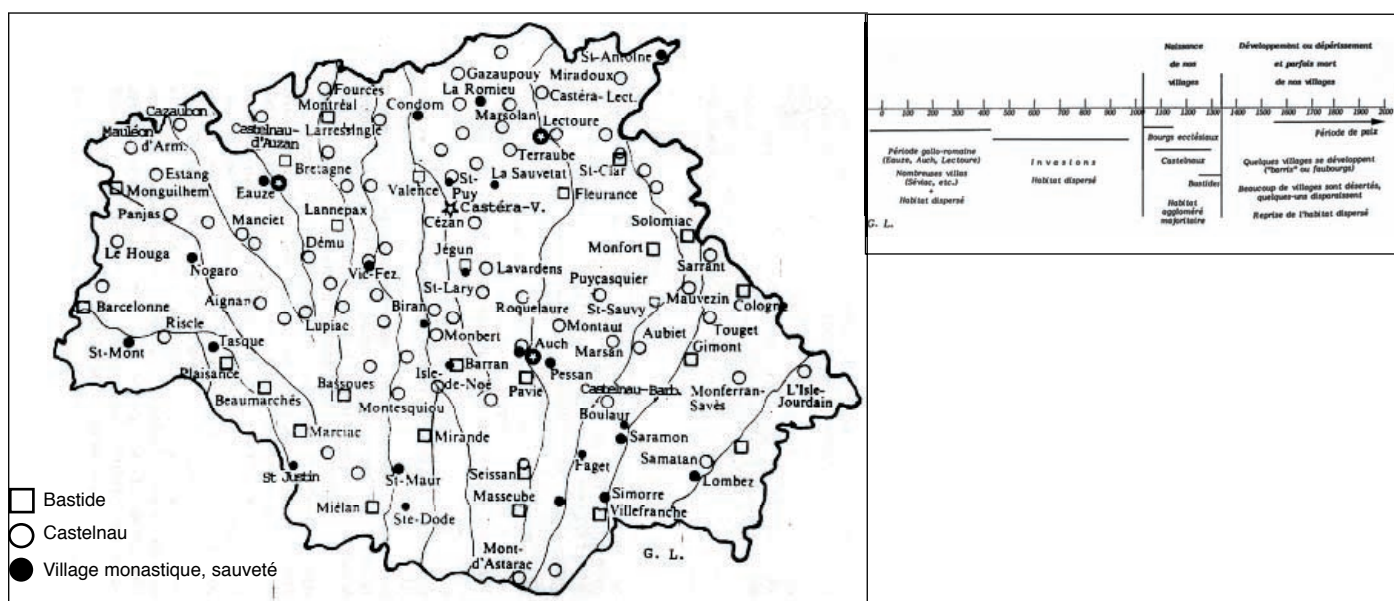 St-Antoine
Gazaupouy
Miradoux
La Romieu
Fourcès
Montréal
Condom
Castéra-Lect.
Cazaubon
Marsolan
Mauléon
d'Arm.
Castelnau-
d'Auzan
Larressingle
Lectoure
Bretagne
Terraube
St-Clar
Estang
Eauze
Valence
St-
Puy
La Sauvetat
Fleurance
Monguilhem
Castéra-V.
Panjas
Manciet
Lannepax
Cézan
Solomiac
Dému
Jégun
Monfort
Le Houga
Nogaro
Vic-Fez.
Lavardens
Sarrant
St-Lary
Puycasquier
Barcelonne
Aignan
Biran
Roquelaure
St-Sauvy
Mauvezin
Cologne
Riscle
Lupiac
Montaut
Touget
St-Mont
Tasque
Monbert
Auch
Marsan
Aubiet
Gimont
Plaisance
Isle-
de-Noé
Barran
Pessan
Beaumarchés
Bassoues
Pavie
Castelnau-Barb.
Monferran-
Savès
L'Isle-
Jourdain
Montesquiou
Boulaur
Marciac
Mirande
Saramon
St Justin
St-Maur
Seissan
Faget
Samatan
Lombez
Miélan
Ste-Dode
Masseube
Simorre
Villefranche
Mont-
d'Astarac
G. L.
Bastide
Castelnau
Village monastique, sauveté
Naissance
de nos
villages
Développement ou dépérissement
et parfois mort
de nos villages
0 100 200 300 400 500 600 700 800 900 1000 1100 1200 1300 1400 1500 1600 1700 1800 1900 2000
Période de paix
Bourgs ecclésiaux
Période gallo-romaine
(Eauze, Auch, Lectoure)
Nombreuses villas
(Séviac, etc.)
+
Habitat dispersé
Invasions
Habitat dispersé
Castelnaux
Bastides
Habitat
aggloméré
majoritaire
Quelques villages se développent
("barris" ou faubourgs)
Beaucoup de villages sont désertés,
quelques-uns disparaissent
Reprise de l'habitat dispersé
G. L.